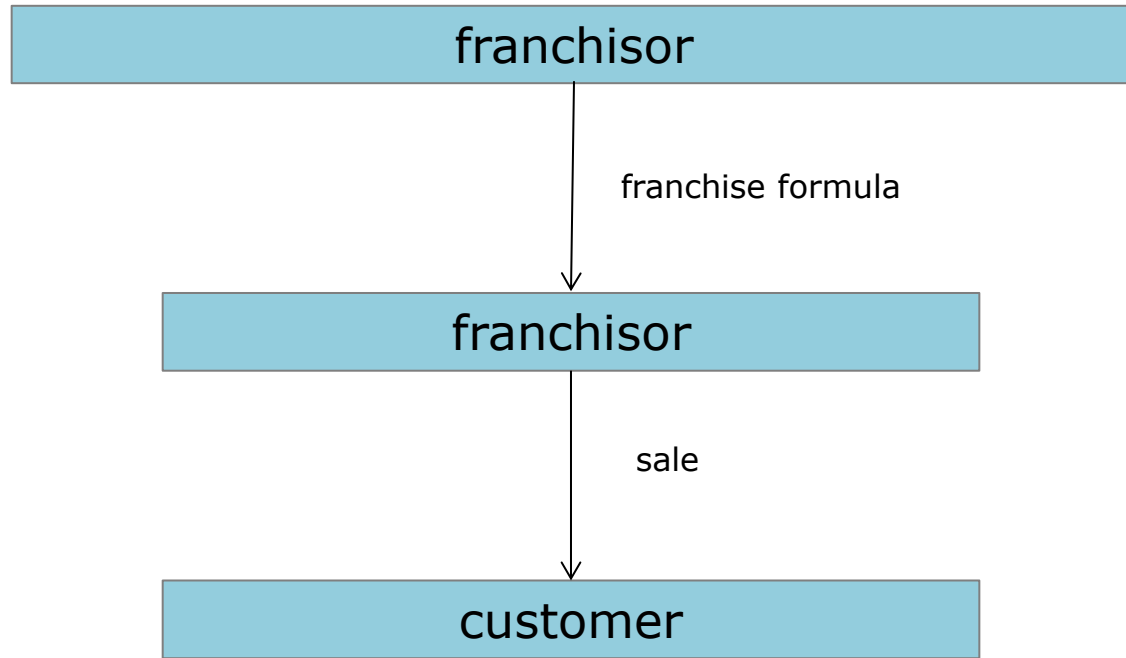 franchisor
franchise formula
franchisor
sale
customer